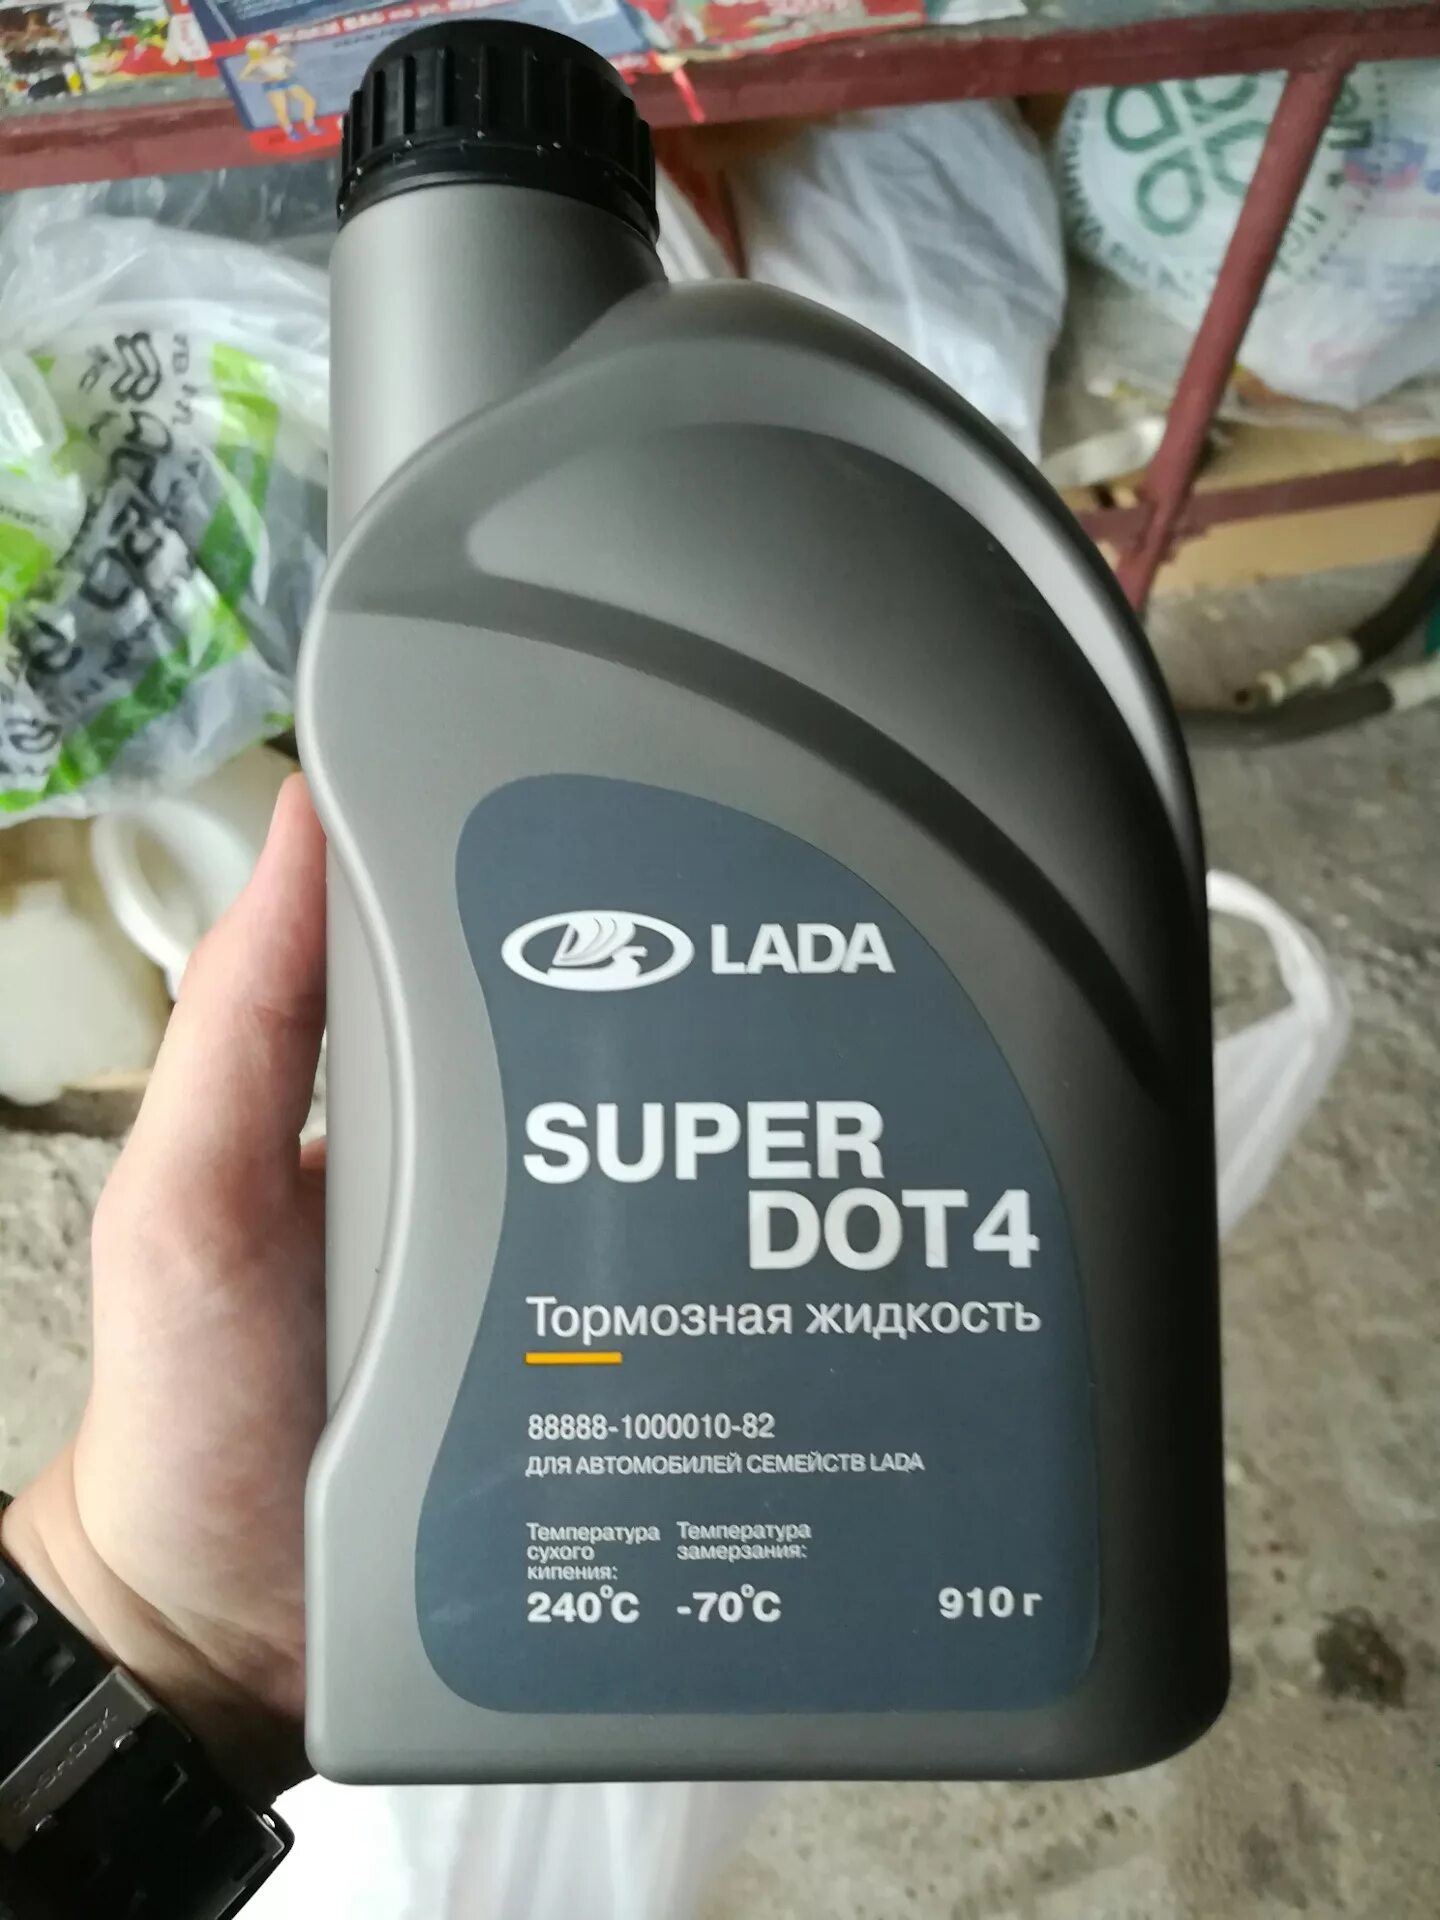 LADA
SUPER
DOT4
Тормозная жидкость
88888-1000010-82
ДЛЯ АВТОМОБИЛЕЙ СЕМЕЙСТВ LADA
Температура сухого кипения:
240°C
Температура замерзания:
-70°C
910 г
G-SHOCK